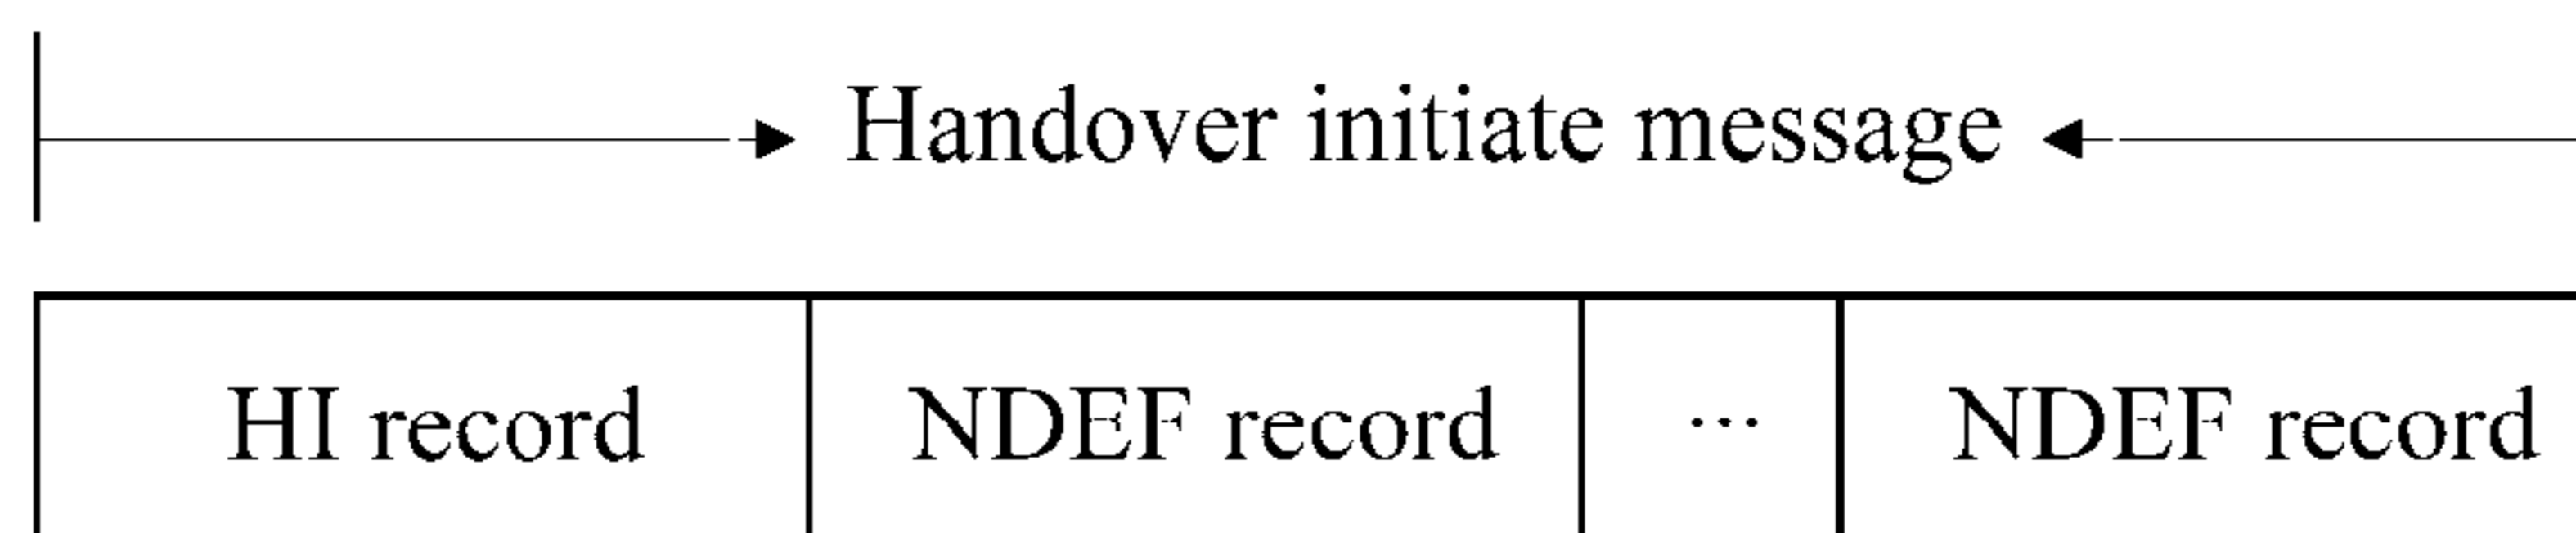 Handover initiate message
HI record NDEF record ... NDEF record